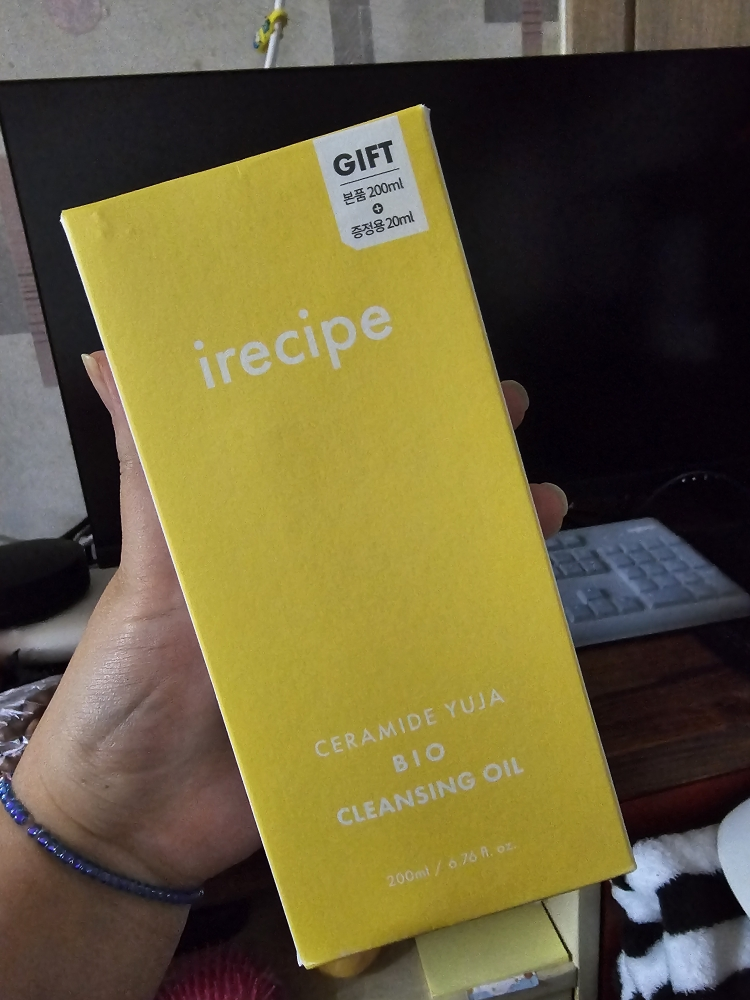 GIFT
본품 200ml
+
증정용 20ml
irecipe
CERAMIDE YUJA
BIO
CLEANSING OIL
200ml / 6.76 fl. oz.